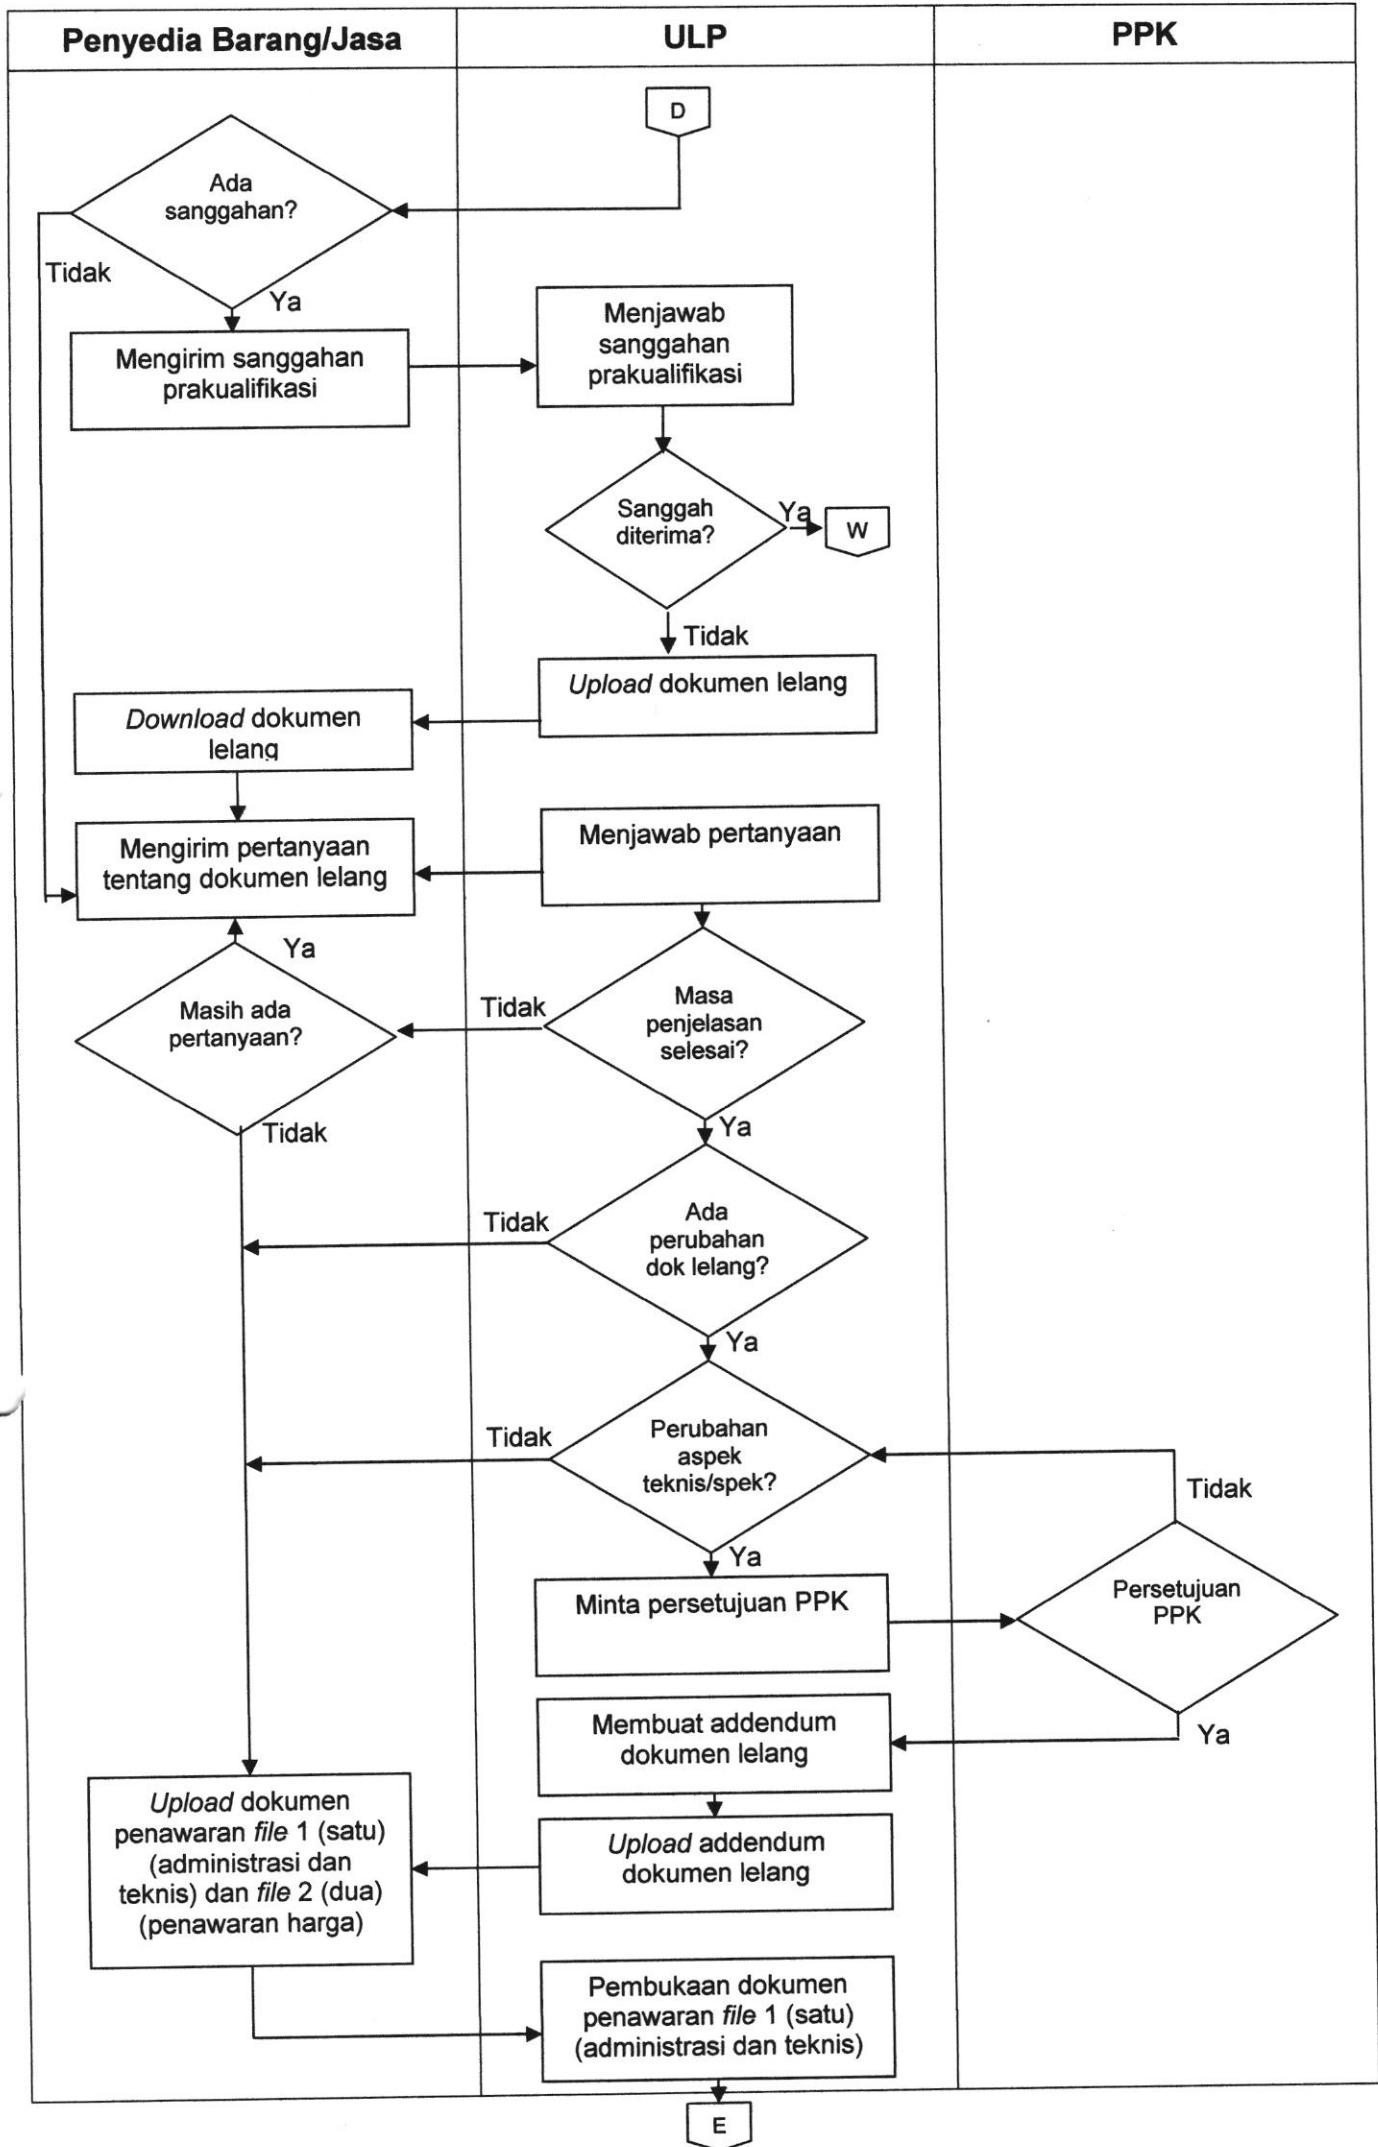 Penyedia Barang/Jasa
ULP
PPK
D
Ada
sanggahan?
Tidak
Ya
Mengirim sanggahan
prakualifikasi
Menjawab
sanggahan
prakualifikasi
Sanggah
diterima?
Ya
W
Tidak
Upload dokumen lelang
Download dokumen
lelang
Mengirim pertanyaan
tentang dokumen lelang
Menjawab pertanyaan
Ya
Masih ada
pertanyaan?
Tidak
Masa
penjelasan
selesai?
Tidak
Ya
Tidak
Ada
perubahan
dok lelang?
Ya
Tidak
Perubahan
aspek
teknis/spek?
Tidak
Ya
Minta persetujuan PPK
Persetujuan
PPK
Ya
Membuat addendum
dokumen lelang
Upload addendum
dokumen lelang
Upload dokumen
penawaran file 1 (satu)
(administrasi dan
teknis) dan file 2 (dua)
(penawaran harga)
Pembukaan dokumen
penawaran file 1 (satu)
(administrasi dan teknis)
E